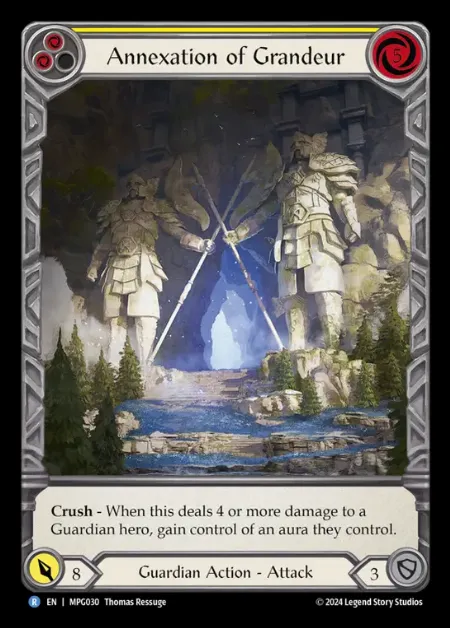 Annexation of Grandeur
5
Crush - When this deals 4 or more damage to a
Guardian hero, gain control of an aura they control.
8
Guardian Action - Attack
3
R EN | MPG030 Thomas Ressuge
© 2024 Legend Story Studios